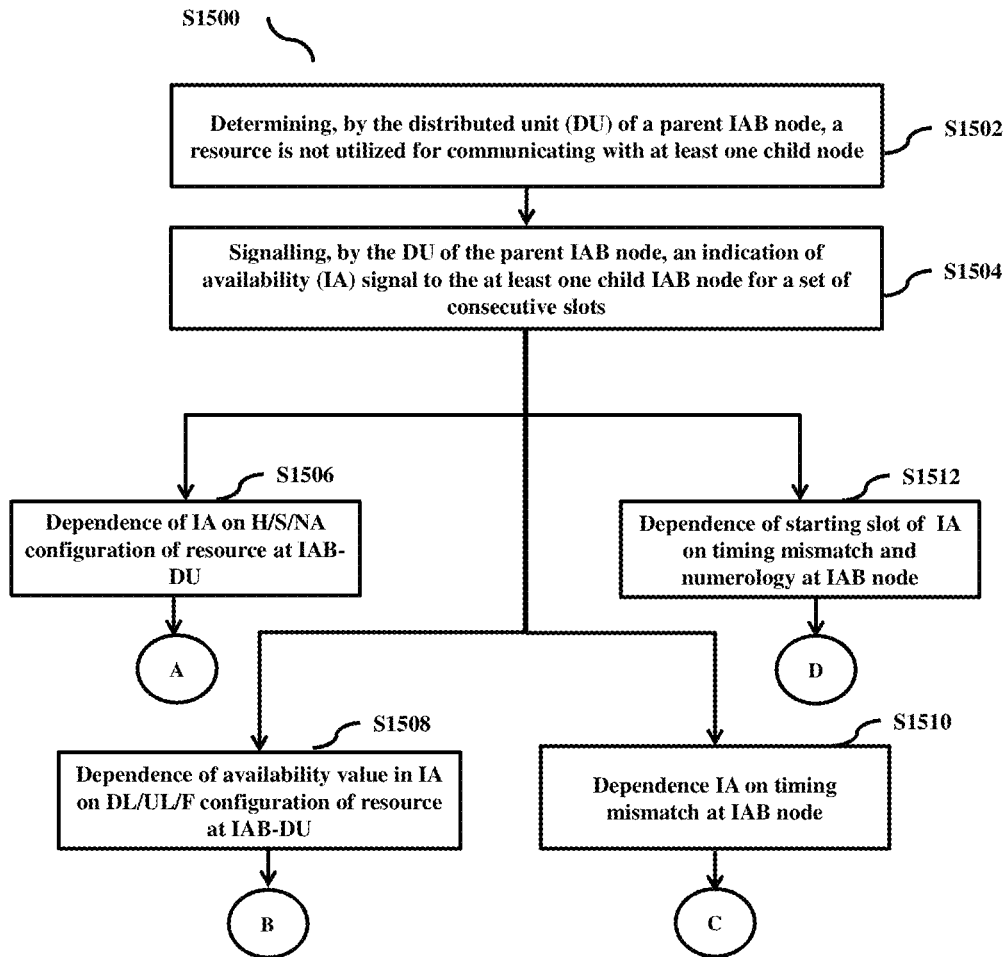 S1500
Determining, by the distributed unit (DU) of a parent IAB node, a
resource is not utilized for communicating with at least one child node
S1502
Signalling, by the DU of the parent IAB node, an indication of
availability (IA) signal to the at least one child IAB node for a set of
consecutive slots
S1504
S1506
Dependence of IA on H/S/NA
configuration of resource at IAB-
DU
A
S1512
Dependence of starting slot of IA
on timing mismatch and
numerology at IAB node
D
S1508
Dependence of availability value in IA
on DL/UL/F configuration of resource
at IAB-DU
B
S1510
Dependence IA on timing
mismatch at IAB node
C